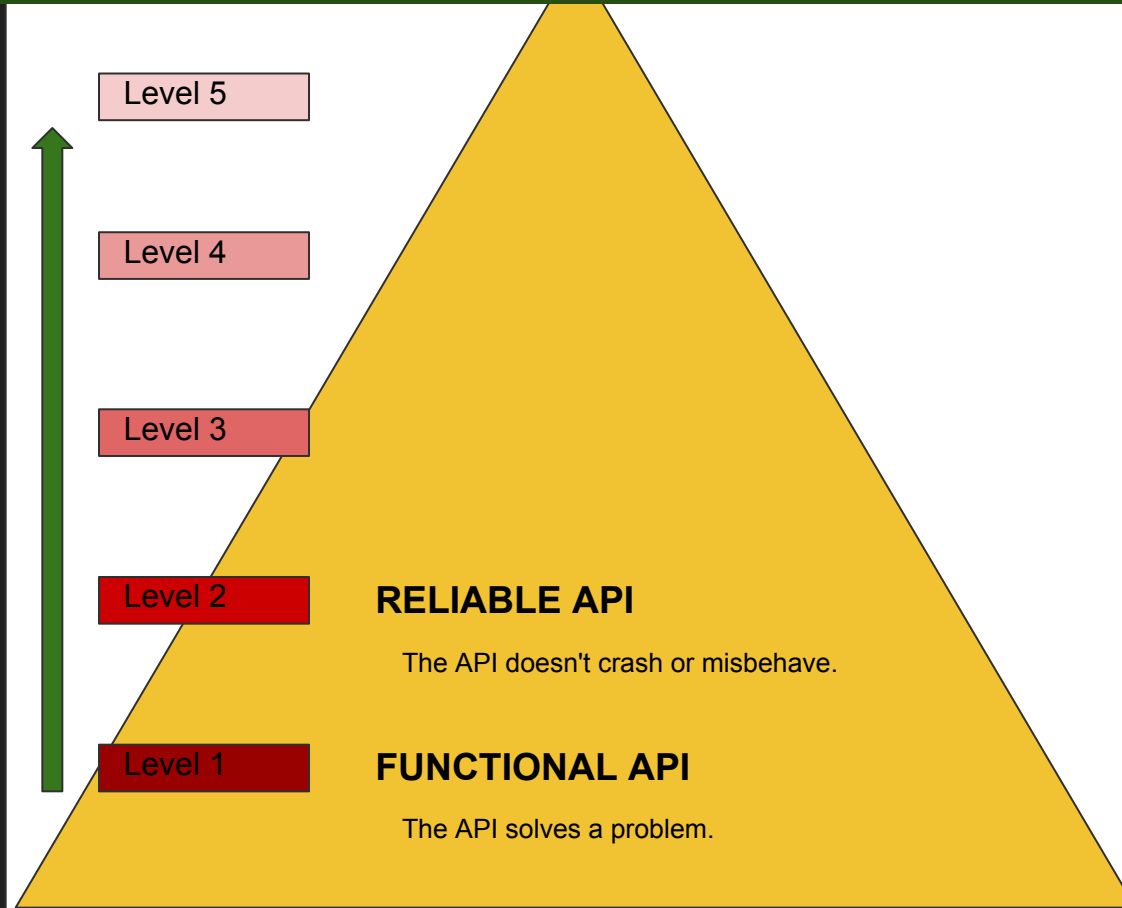 Level 5
Level 4
Level 3
Level 2
RELIABLE API
The API doesn't crash or misbehave.
Level 1
FUNCTIONAL API
The API solves a problem.